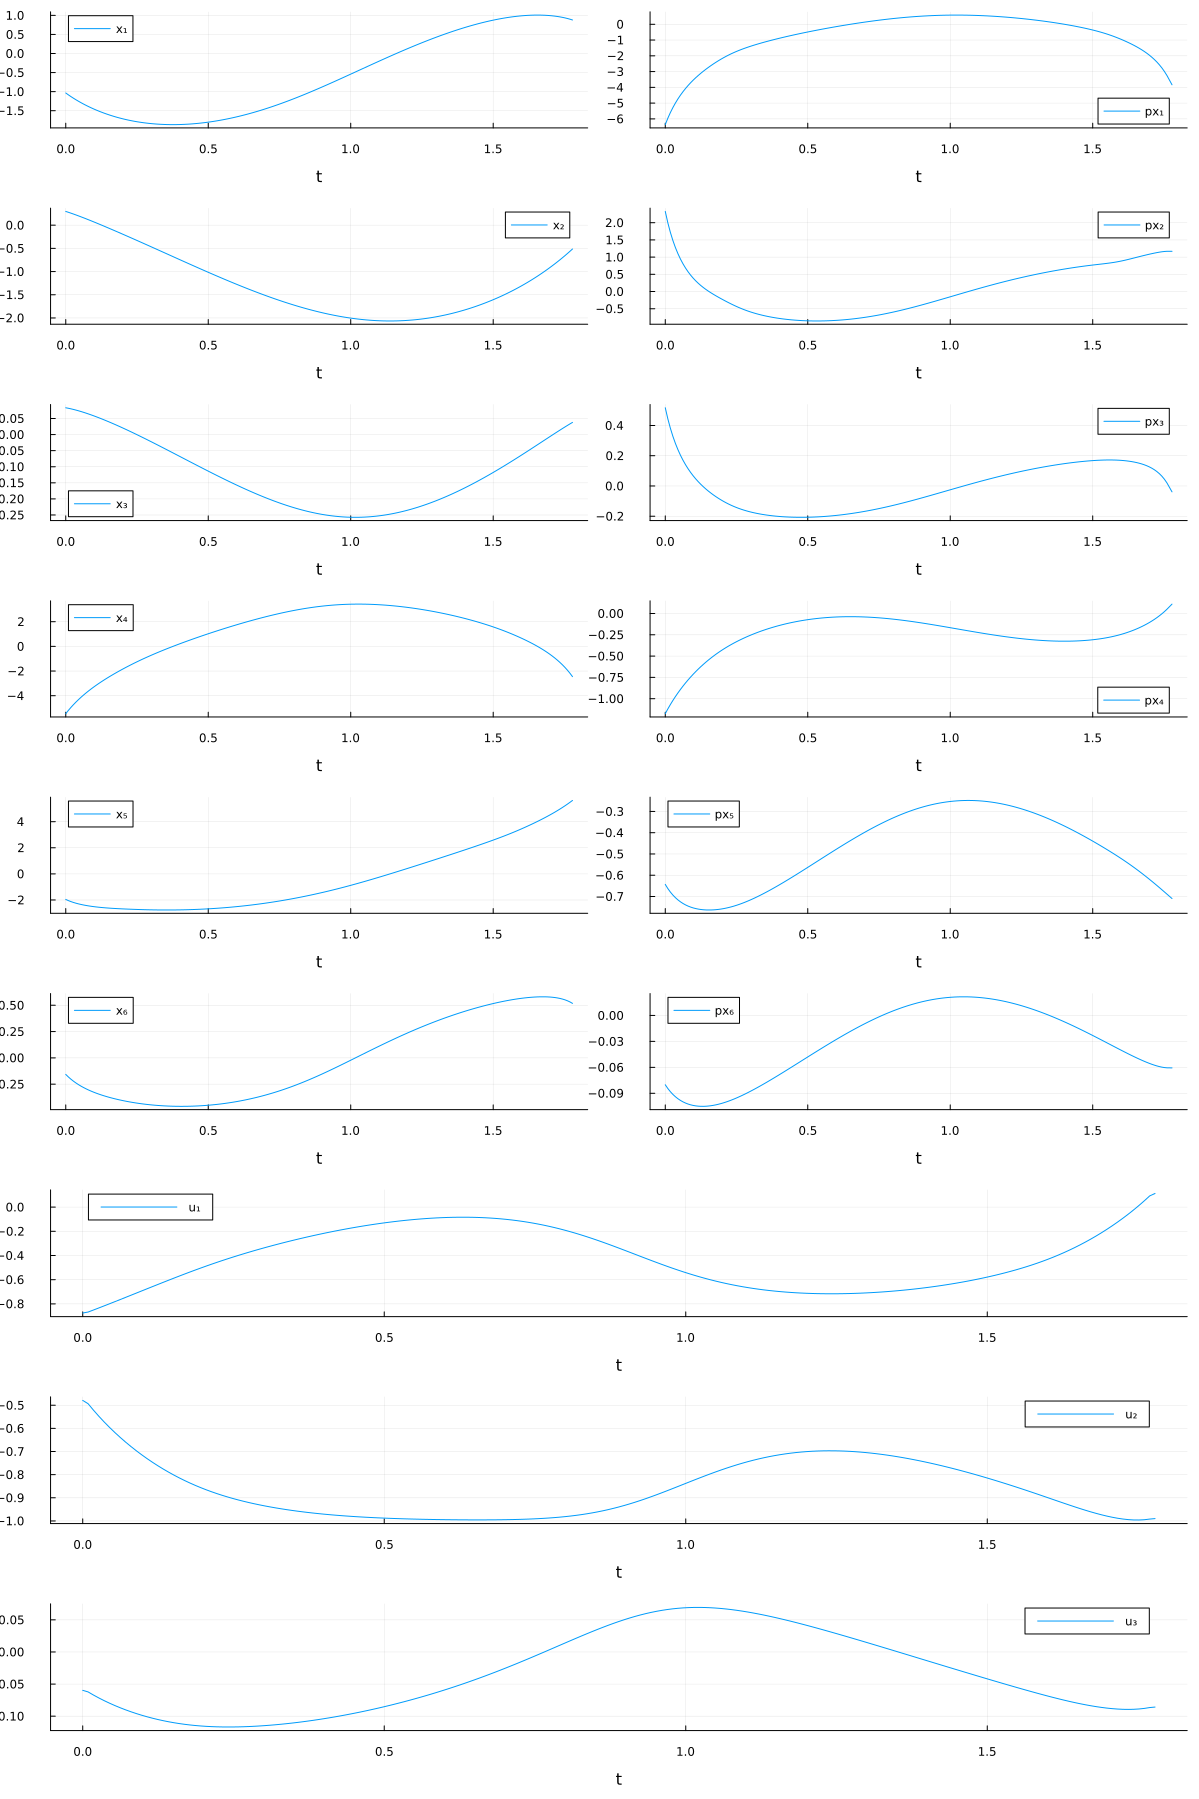 1.0
0.5
0.0
−0.5
−1.0
−1.5
x₁
0.0 0.5 1.0 1.5
t
0
−1
−2
−3
−4
−5
−6
px₁
0.0 0.5 1.0 1.5
t
0.0
−0.5
−1.0
−1.5
−2.0
x₂
0.0 0.5 1.0 1.5
t
2.0
1.5
1.0
0.5
0.0
−0.5
px₂
0.0 0.5 1.0 1.5
t
0.05
0.00
0.05
0.10
0.15
0.20
0.25
x₃
0.0 0.5 1.0 1.5
t
0.4
0.2
0.0
−0.2
px₃
0.0 0.5 1.0 1.5
t
2
0
−2
−4
x₄
0.0 0.5 1.0 1.5
t
0.00
−0.25
−0.50
−0.75
−1.00
px₄
0.0 0.5 1.0 1.5
t
4
2
0
−2
x₅
0.0 0.5 1.0 1.5
t
−0.3
−0.4
−0.5
−0.6
−0.7
px₅
0.0 0.5 1.0 1.5
t
0.50
0.25
0.00
0.25
x₆
0.0 0.5 1.0 1.5
t
0.00
−0.03
−0.06
−0.09
px₆
0.0 0.5 1.0 1.5
t
0.0
−0.2
−0.4
−0.6
−0.8
u₁
0.0 0.5 1.0 1.5
t
−0.5
−0.6
−0.7
−0.8
−0.9
−1.0
u₂
0.0 0.5 1.0 1.5
t
0.05
0.00
0.05
0.10
u₃
0.0 0.5 1.0 1.5
t